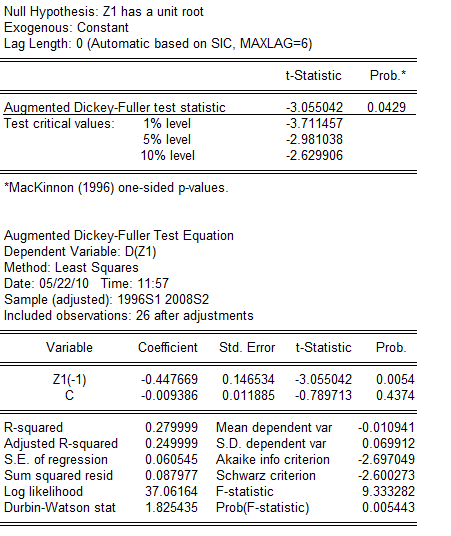 Null Hypothesis: Z1 has a unit root
Exogenous: Constant
Lag Length: 0 (Automatic based on SIC, MAXLAG=6)
t-Statistic Prob.*
Augmented Dickey-Fuller test statistic -3.055042 0.0429
Test critical values: 1% level -3.711457
5% level -2.981038
10% level -2.629906
*MacKinnon (1996) one-sided p-values.
Augmented Dickey-Fuller Test Equation
Dependent Variable: D(Z1)
Method: Least Squares
Date: 05/22/10 Time: 11:57
Sample (adjusted): 1996S1 2008S2
Included observations: 26 after adjustments
Variable Coefficient Std. Error t-Statistic Prob.
Z1(-1) -0.447669 0.146534 -3.055042 0.0054
C -0.009386 0.011885 -0.789713 0.4374
R-squared 0.279999 Mean dependent var -0.010941
Adjusted R-squared 0.249999 S.D. dependent var 0.069912
S.E. of regression 0.060545 Akaike info criterion -2.697049
Sum squared resid 0.087977 Schwarz criterion -2.600273
Log likelihood 37.06164 F-statistic 9.333282
Durbin-Watson stat 1.825435 Prob(F-statistic) 0.005443